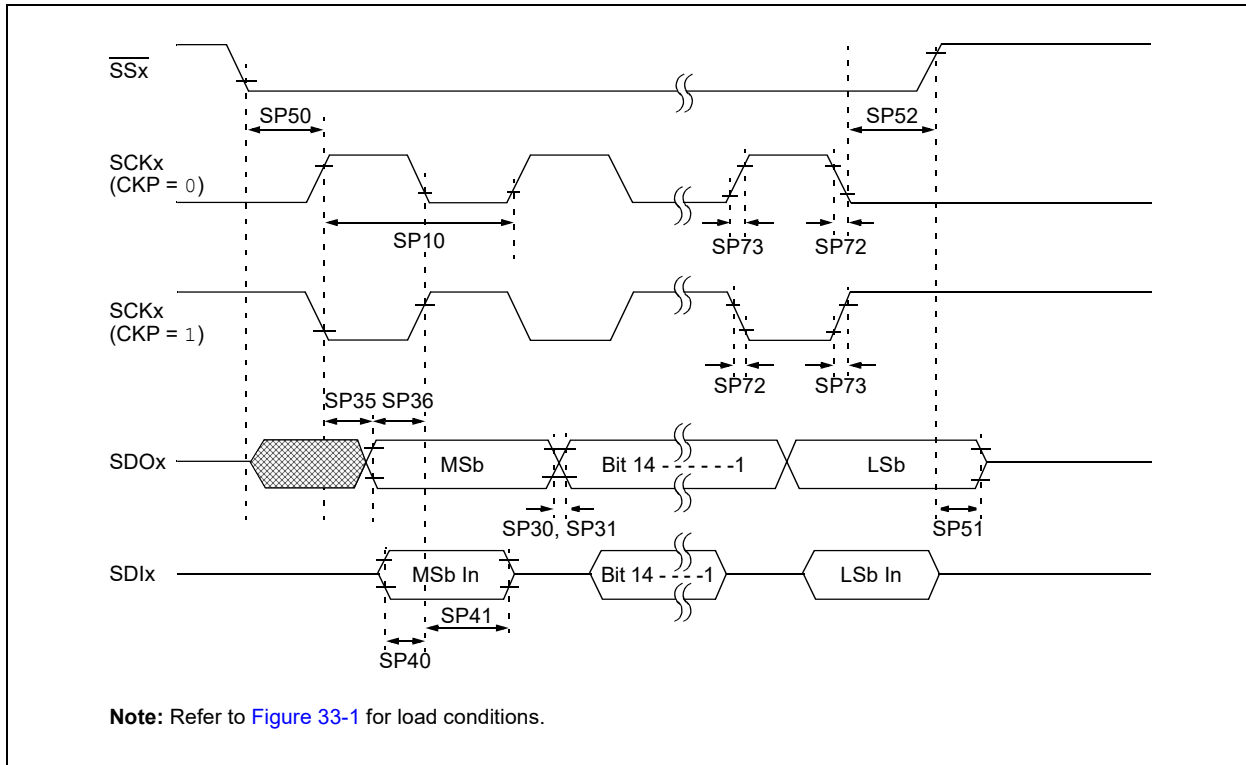 SSx
SP50
SP52
SCKx
(CKP = 0)
SP10
SP73
SP72
SCKx
(CKP = 1)
SP72
SP73
SP35 SP36
SDOx
MSb
Bit 14 - - - - - -1
LSb
SP30, SP31
SP51
SDIx
MSb In
Bit 14 - - - - -1
LSb In
SP41
SP40
Note: Refer to Figure 33-1 for load conditions.